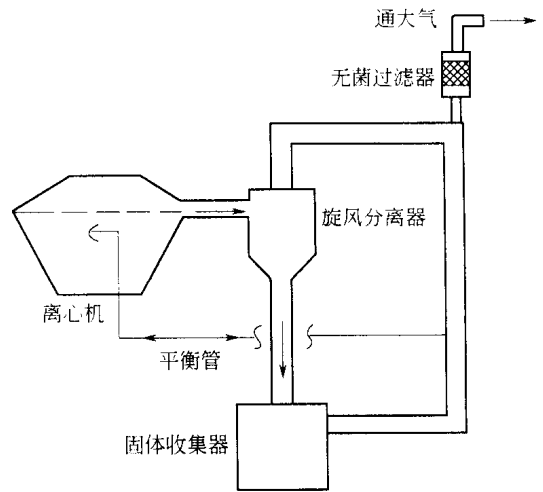 通大气
无菌过滤器
旋风分离器
离心机
平衡管
固体收集器